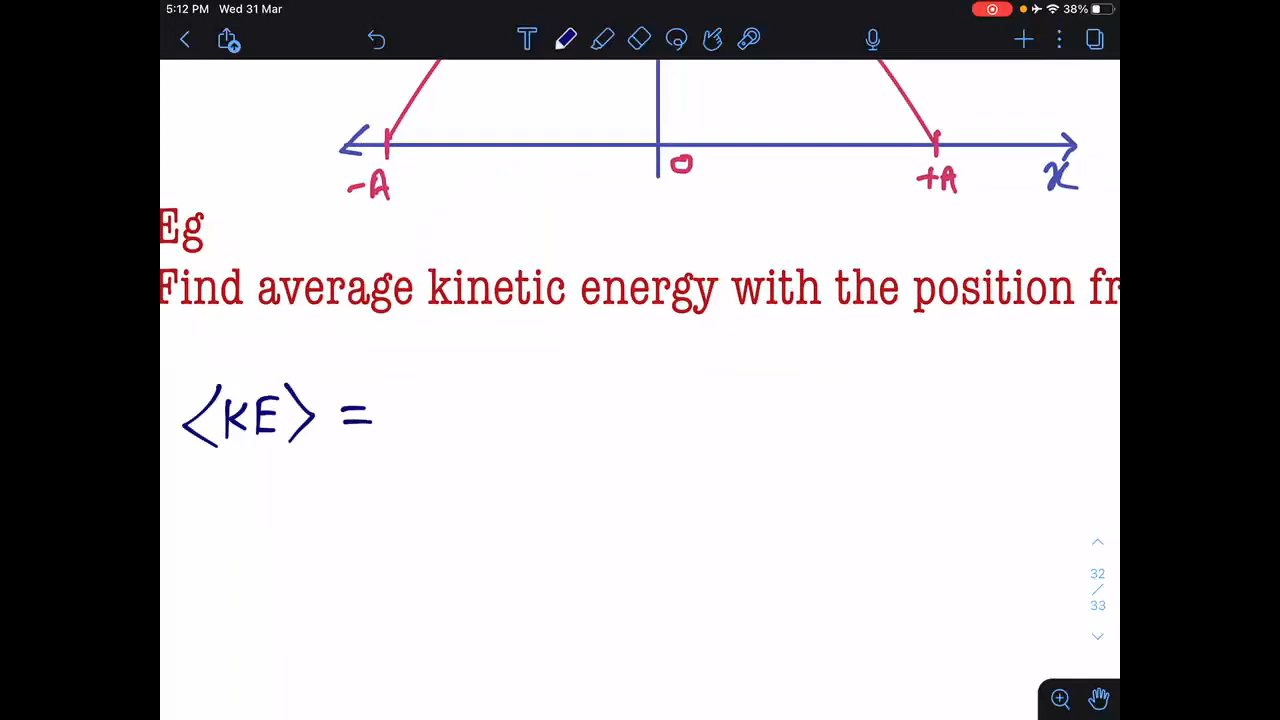 5:12 PM Wed 31 Mar
38%
T
-A
0
+A
x
Eg
Find average kinetic energy with the position fr
<KE> =
32
/
33